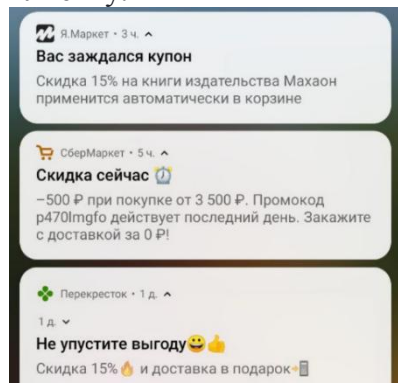 Я.Маркет • 3 ч.
Вас заждался купон
Скидка 15% на книги издательства Махаон
применится автоматически в корзине
СберМаркет • 5 ч.
Скидка сейчас ⏰
–500 ₽ при покупке от 3 500 ₽. Промокод
p470lmgfo действует последний день. Закажите
с доставкой за 0 ₽!
Перекресток • 1 д.
1 д.
Не упустите выгоду😀👍
Скидка 15%🔥 и доставка в подарок📲